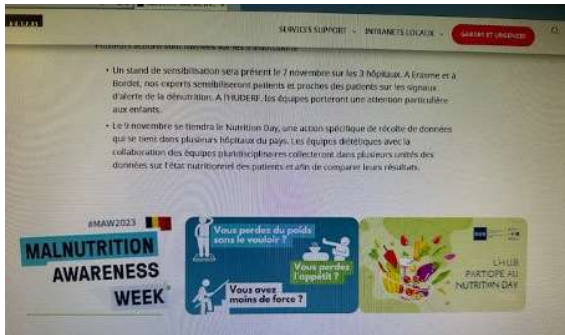 SERVICES SUPPORT
INTRANETS LOCAUX
GARDES ET URGENCES
• Un stand de sensibilisation sera présent le 7 novembre sur les 3 hôpitaux. A Erasme et à
Bordet, nos experts sensibiliseront patients et proches des patients sur les signaux
d'alerte de la dénutrition. A l'HUDERF, les équipes porteront une attention particulière
aux enfants.
• Le 9 novembre se tiendra le Nutrition Day, une action spécifique de récolte de données
qui se tient dans plusieurs hôpitaux du pays. Les équipes diététiques avec la
collaboration des équipes pluridisciplinaires collecteront dans plusieurs unités des
données sur l'état nutritionnel des patients et afin de comparer leurs résultats.
#MAW2023
MALNUTRITION
AWARENESS
WEEK
Vous perdez du poids
sans le vouloir ?
Vous perdez
l'appétit ?
Vous avez
moins de force ?
L'H.U.B
PARTICIPE AU
NUTRITION DAY